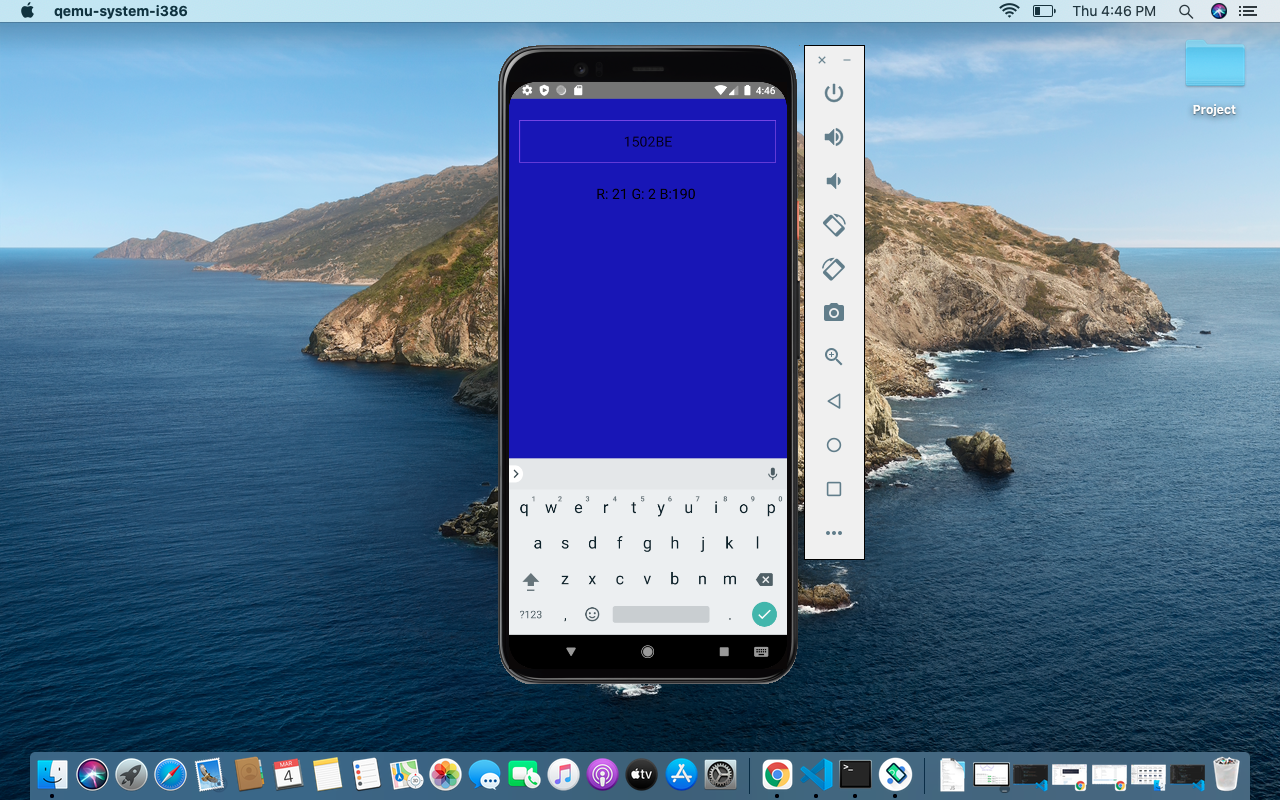 qemu-system-i386
Thu 4:46 PM
Project
4:46
1502BE
R: 21 G: 2 B:190
1 2 3 4 5 6 7 8 9 0
q w e r t y u i o p
a s d f g h j k l
z x c v b n m
?123 , .
MAR
4
tv